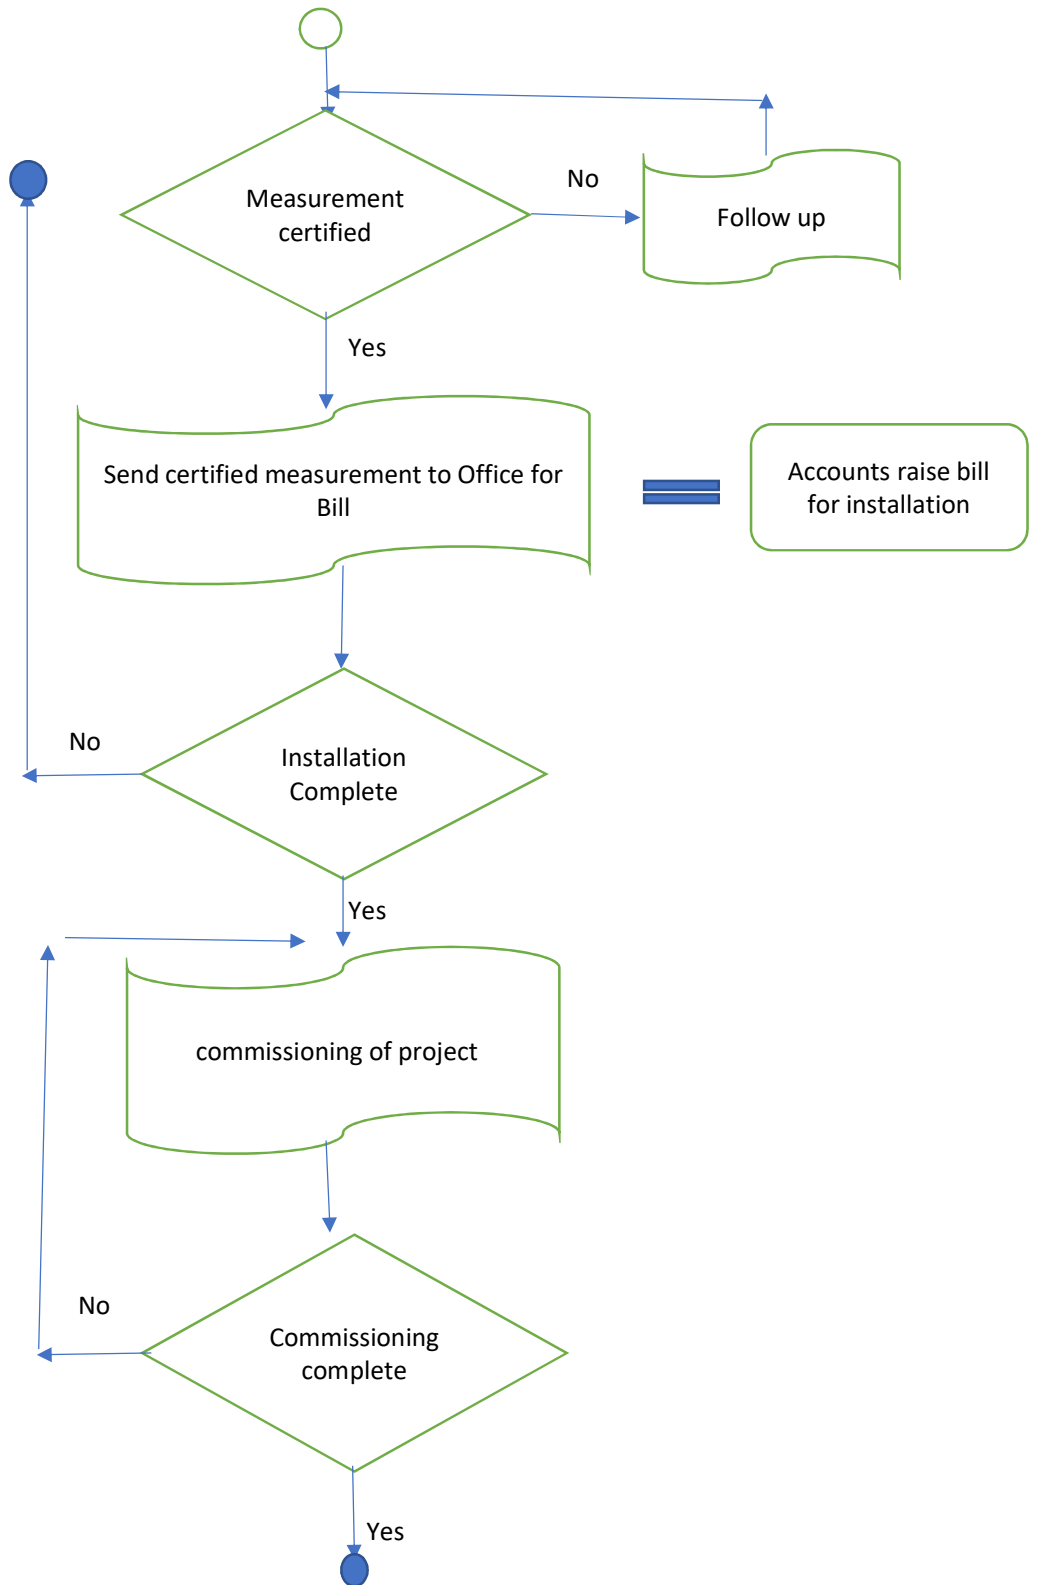 Measurement
certified
No
Follow up
Yes
Send certified measurement to Office for
Bill
Accounts raise bill
for installation
No
Installation
Complete
Yes
commissioning of project
No
Commissioning
complete
Yes